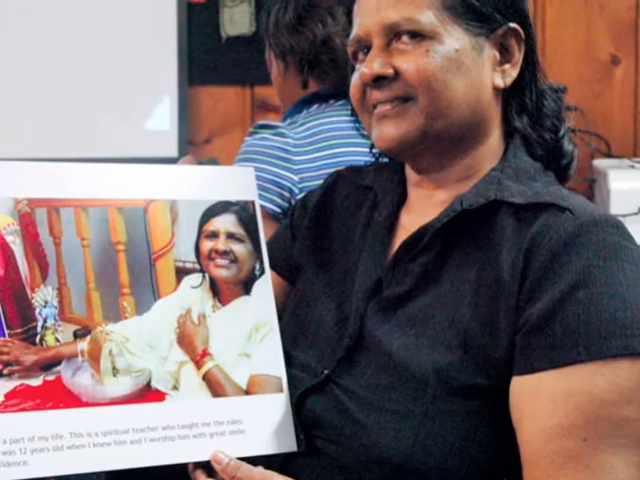 a part of my life. This is a spiritual teacher who taught me the rules
was 12 years old when I knew him and I worship him with great smile
fidence.